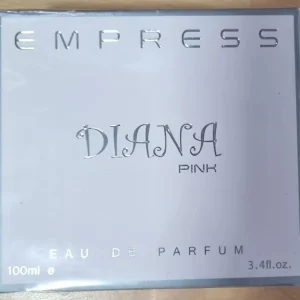 EMPRESS
DIANA
PINK
EAU DE PARFUM
100ml e 3.4fl.oz.